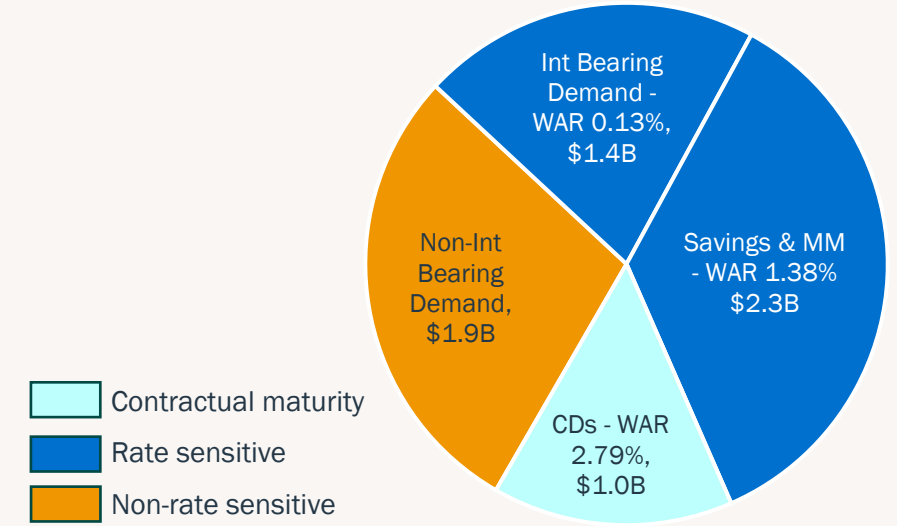 Int Bearing
Demand -
WAR 0.13%,
$1.4B
Savings & MM
- WAR 1.38%
$2.3B
Non-Int
Bearing
Demand,
$1.9B
CDs - WAR
2.79%,
$1.0B
Contractual maturity
Rate sensitive
Non-rate sensitive